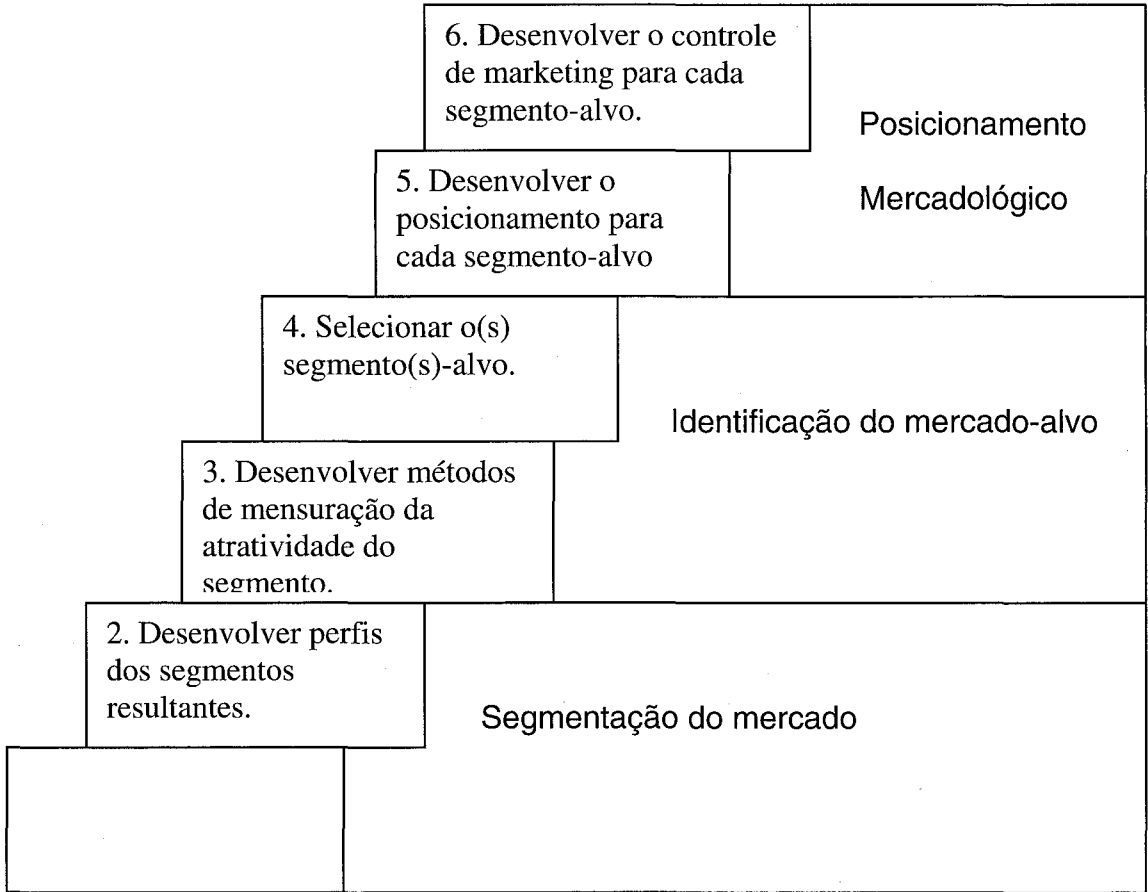 6. Desenvolver o controle
de marketing para cada
segmento-alvo.
Posicionamento
Mercadológico
5. Desenvolver o
posicionamento para
cada segmento-alvo
4. Selecionar o(s)
segmento(s)-alvo.
Identificação do mercado-alvo
3. Desenvolver métodos
de mensuração da
atratividade do
segmento.
2. Desenvolver perfis
dos segmentos
resultantes.
Segmentação do mercado